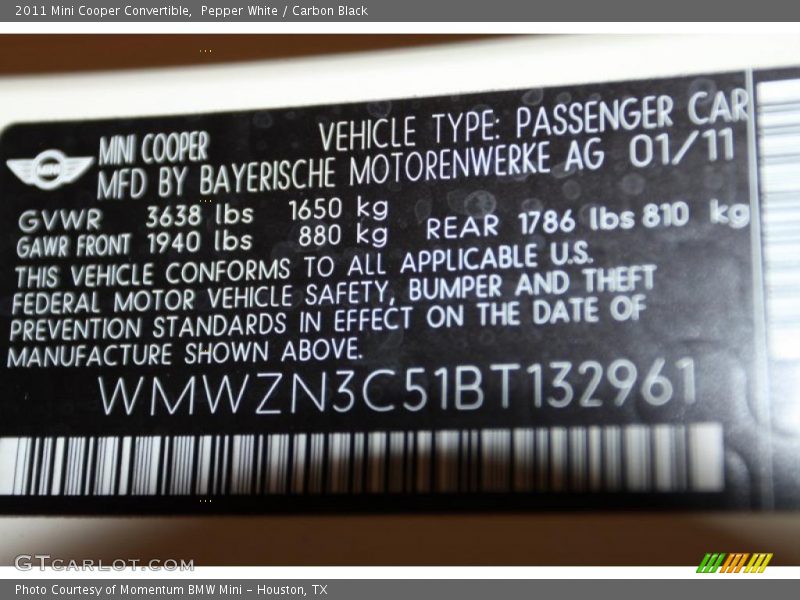 2011 Mini Cooper Convertible,  Pepper White / Carbon Black
MINI COOPER VEHICLE TYPE: PASSENGER CAR
MINI
MFD BY BAYERISCHE MOTORENWERKE AG 01/11
GVWR 3638 lbs 1650 kg
GAWR FRONT 1940 lbs 880 kg REAR 1786 lbs 810 kg
THIS VEHICLE CONFORMS TO ALL APPLICABLE U.S.
FEDERAL MOTOR VEHICLE SAFETY, BUMPER AND THEFT
PREVENTION STANDARDS IN EFFECT ON THE DATE OF
MANUFACTURE SHOWN ABOVE.
WMWZN3C51BT132961
GTCARLOT.COM
Photo Courtesy of Momentum BMW Mini - Houston, TX